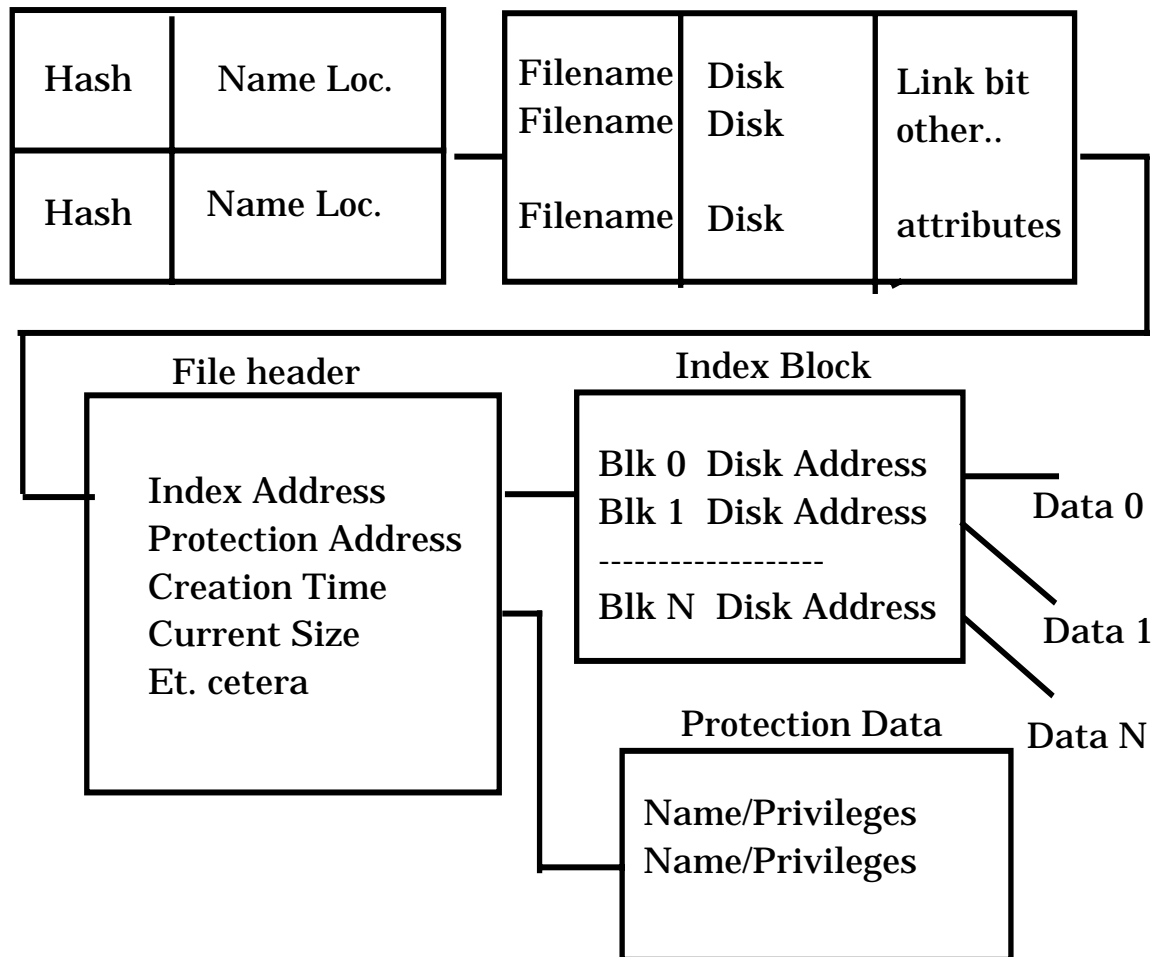 Hash Name Loc.
Hash Name Loc.
Filename Disk Link bit
Filename Disk other..
Filename Disk attributes
File header
Index Address
Protection Address
Creation Time
Current Size
Et. cetera
Index Block
Blk 0 Disk Address
Blk 1 Disk Address
-------------------
Blk N Disk Address
Data 0
Data 1
Data N
Protection Data
Name/Privileges
Name/Privileges